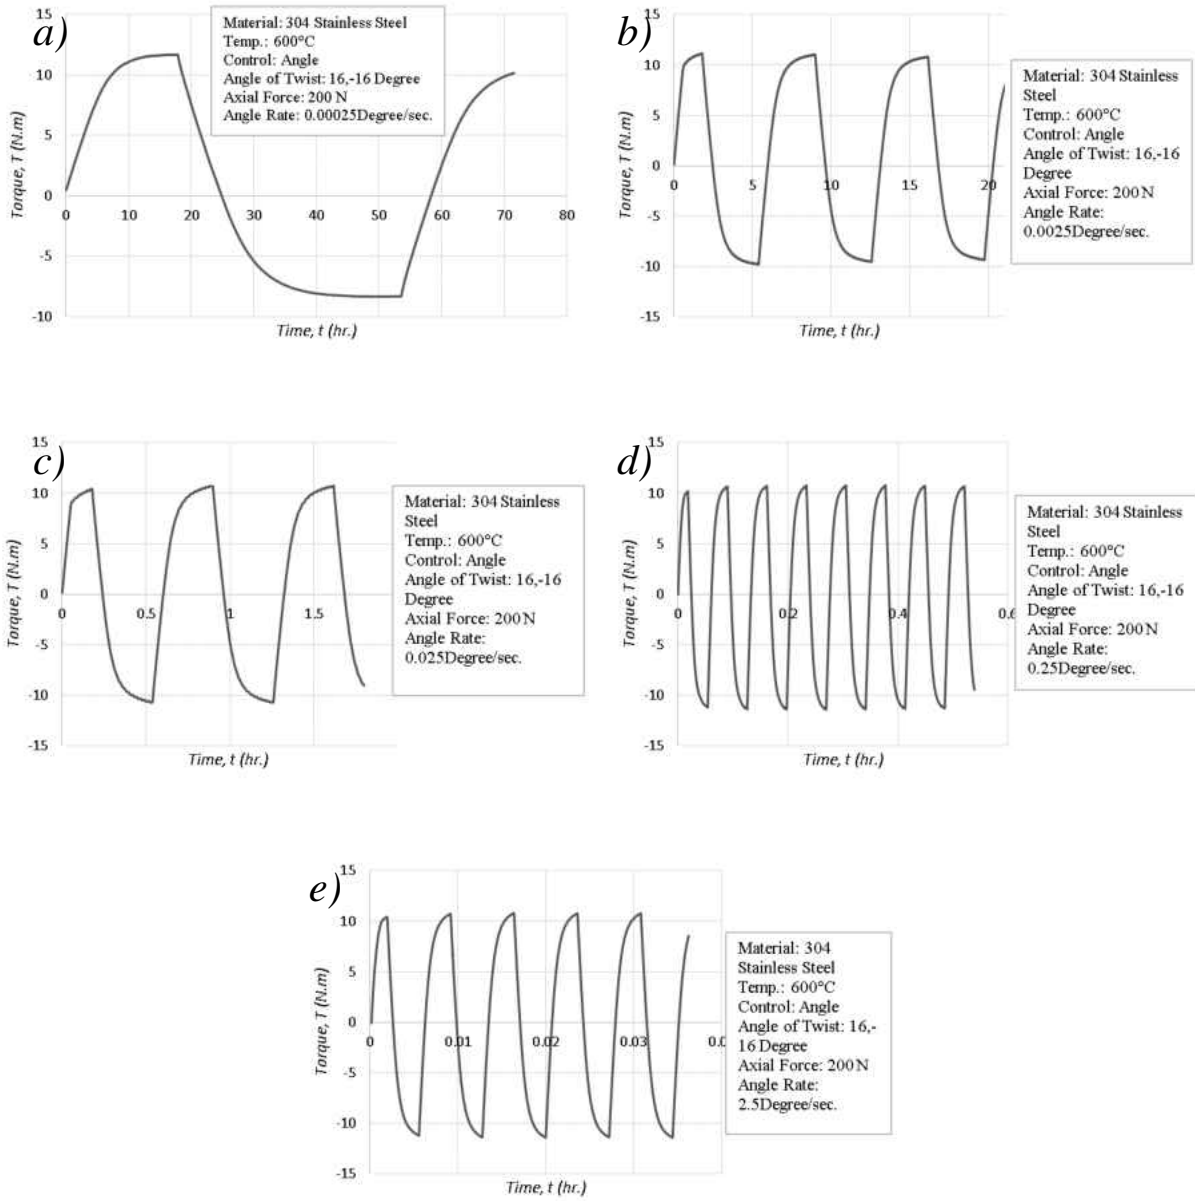 a)
15
10
5
0
-5
-10
0 10 20 30 40 50 60 70 80
Torque, T (N.m)
Time, t (hr.)
Material: 304 Stainless Steel
Temp.: 600°C
Control: Angle
Angle of Twist: 16,-16 Degree
Axial Force: 200 N
Angle Rate: 0.00025Degree/sec.
b)
15
10
5
0
-5
-10
-15
0 5 10 15 20
Torque, T (N.m)
Time, t (hr.)
Material: 304 Stainless
Steel
Temp.: 600°C
Control: Angle
Angle of Twist: 16,-16
Degree
Axial Force: 200N
Angle Rate:
0.0025Degree/sec.
c)
15
10
5
0
-5
-10
-15
0 0.5 1 1.5
Torque, T (N.m)
Time, t (hr.)
Material: 304 Stainless
Steel
Temp.: 600°C
Control: Angle
Angle of Twist: 16,-16
Degree
Axial Force: 200N
Angle Rate:
0.025Degree/sec.
d)
15
10
5
0
-5
-10
-15
0 0.2 0.4
Torque, T (N.m)
Time, t (hr.)
Material: 304 Stainless
Steel
Temp.: 600°C
Control: Angle
Angle of Twist: 16,-16
Degree
Axial Force: 200N
Angle Rate:
0.25Degree/sec.
e)
15
10
5
0
-5
-10
-15
0 0.01 0.02 0.03
Torque, T (N.m)
Time, t (hr.)
Material: 304
Stainless Steel
Temp.: 600°C
Control: Angle
Angle of Twist: 16,-
16 Degree
Axial Force: 200N
Angle Rate:
2.5Degree/sec.